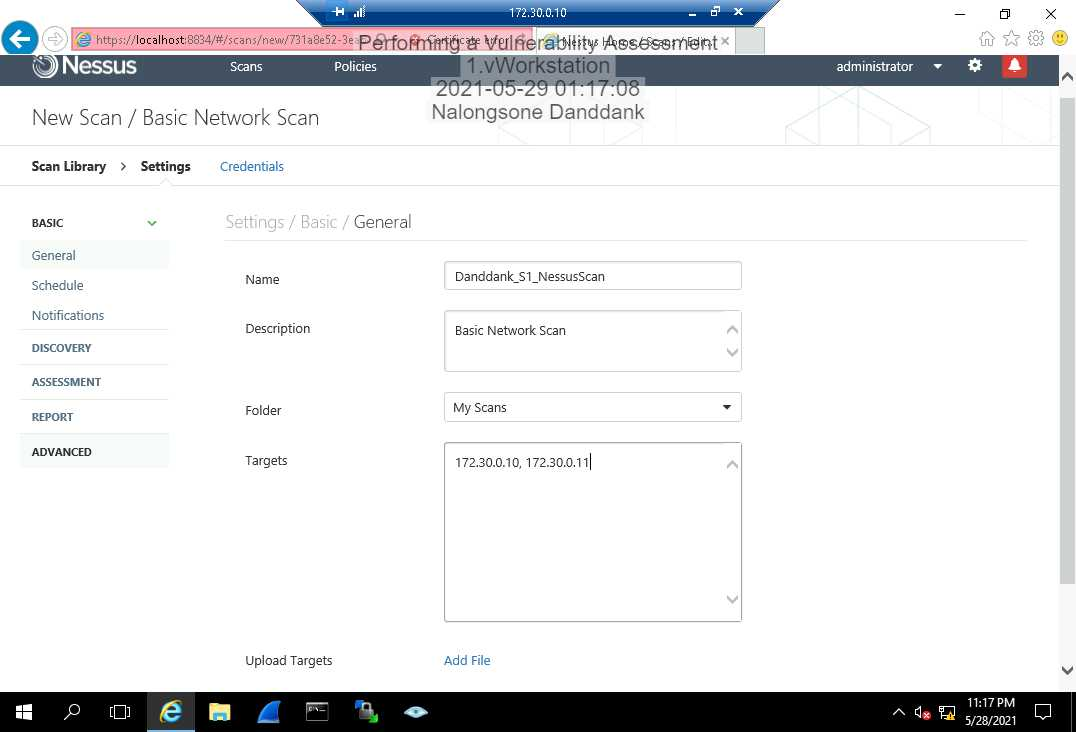 172.30.0.10
https://localhost:8834/#/scans/new/731a8e52-3ea
Performing a Vulnerability Assessment
1.vWorkstation
2021-05-29 01:17:08
Nalongsone Danddank
Nessus
Scans
Policies
administrator
New Scan / Basic Network Scan
Scan Library > Settings Credentials
BASIC
General
Schedule
Notifications
DISCOVERY
ASSESSMENT
REPORT
ADVANCED
Settings / Basic / General
Name
Danddank_S1_NessusScan
Description
Basic Network Scan
Folder
My Scans
Targets
172.30.0.10, 172.30.0.11
Upload Targets
Add File
11:17 PM
5/28/2021